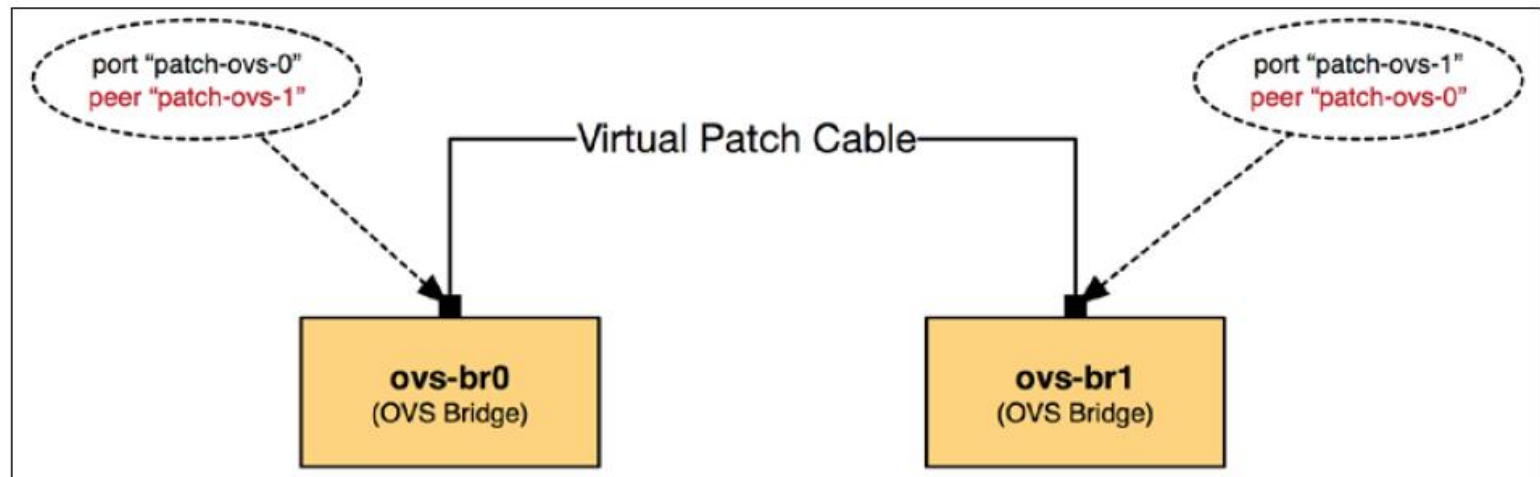 port “patch-ovs-0”
peer “patch-ovs-1”
port “patch-ovs-1”
peer “patch-ovs-0”
Virtual Patch Cable
ovs-br0
(OVS Bridge)
ovs-br1
(OVS Bridge)